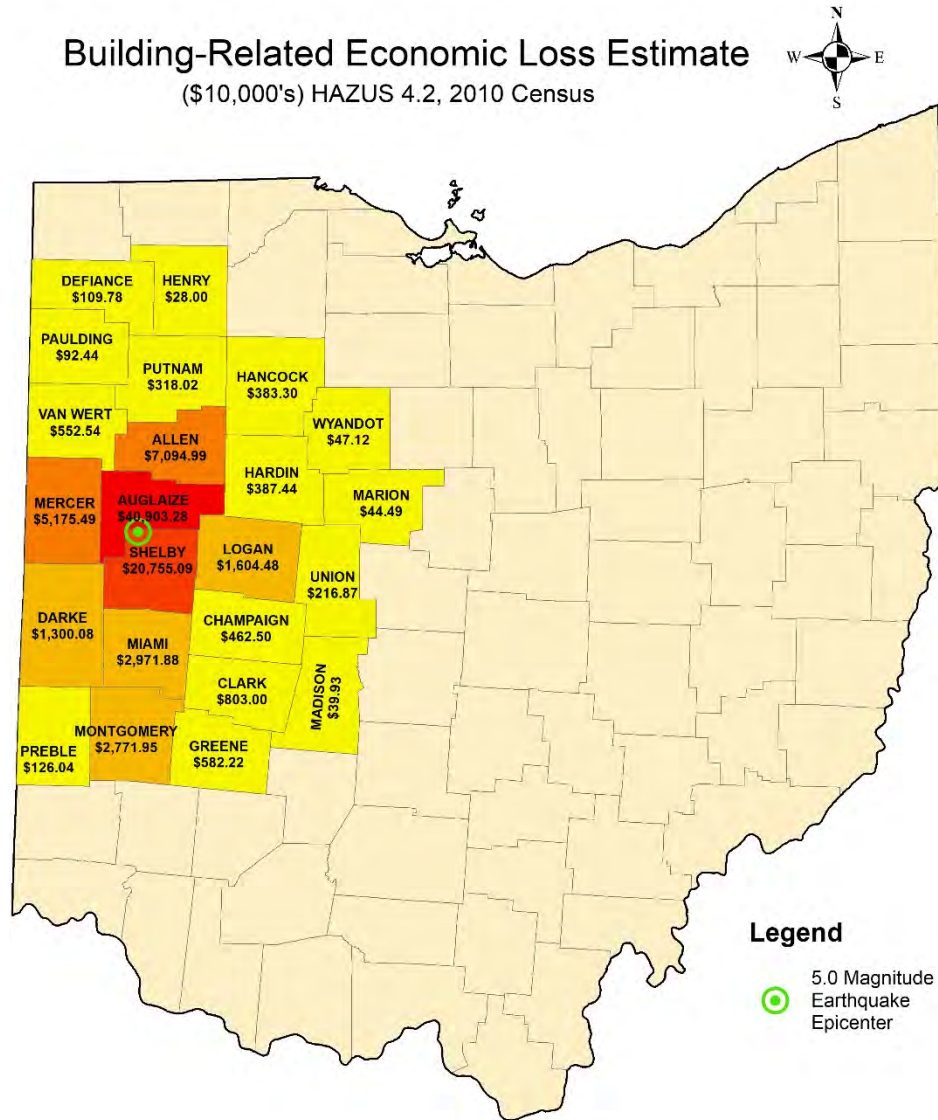 Building-Related Economic Loss Estimate
($10,000's) HAZUS 4.2, 2010 Census
N
W
E
S
DEFIANCE
$109.78
HENRY
$28.00
PAULDING
$92.44
PUTNAM
$318.02
HANCOCK
$383.30
VAN WERT
$552.54
WYANDOT
$47.12
ALLEN
$7,094.99
HARDIN
$387.44
MARION
$44.49
MERCER
$5,175.49
AUGLAIZE
$40,903.28
SHELBY
$20,755.09
LOGAN
$1,604.48
UNION
$216.87
DARKE
$1,300.08
MIAMI
$2,971.88
CHAMPAIGN
$462.50
CLARK
$803.00
MADISON
$39.93
PREBLE
$126.04
MONTGOMERY
$2,771.95
GREENE
$582.22
Legend
5.0 Magnitude
Earthquake
Epicenter